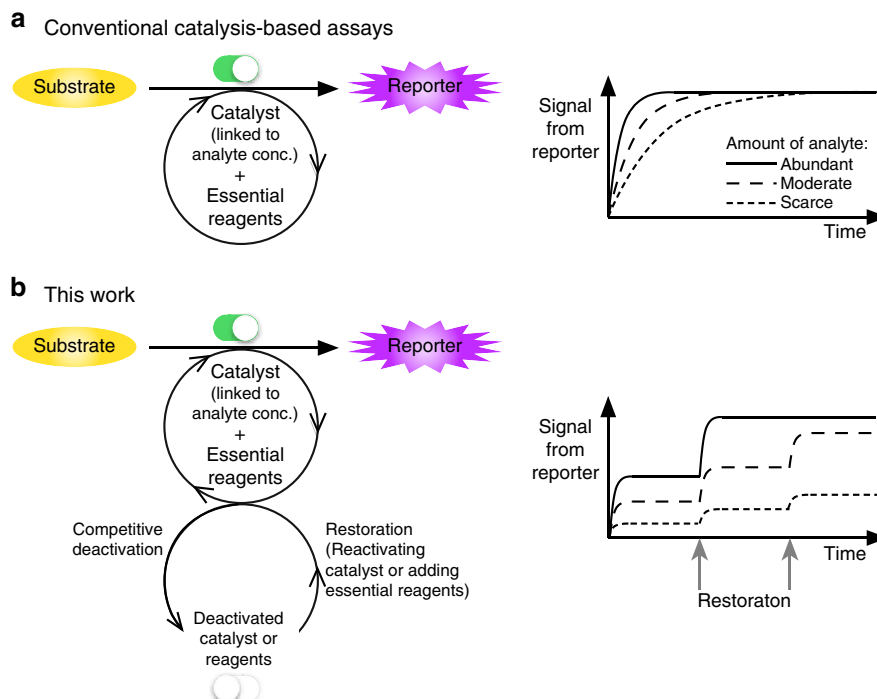 a
Conventional catalysis-based assays
Substrate
Reporter
Catalyst
(linked to
analyte conc.)
+
Essential
reagents
Signal
from
reporter
Amount of analyte:
Abundant
Moderate
Scarce
Time
b
This work
Substrate
Reporter
Catalyst
(linked to
analyte conc.)
+
Essential
reagents
Competitive
deactivation
Restoration
(Reactivating
catalyst or adding
essential reagents)
Deactivated
catalyst or
reagents
Signal
from
reporter
Time
Restoraton